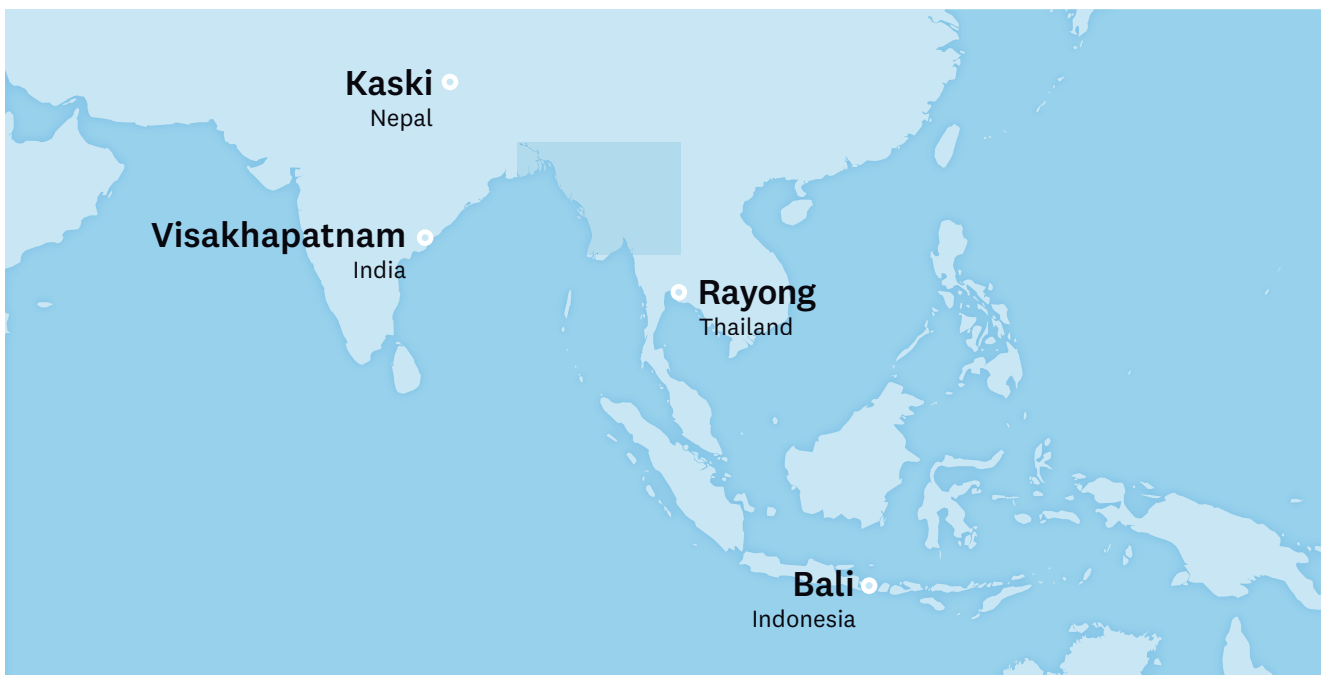 Kaski
Nepal
Visakhapatnam
India
Rayong
Thailand
Bali
Indonesia